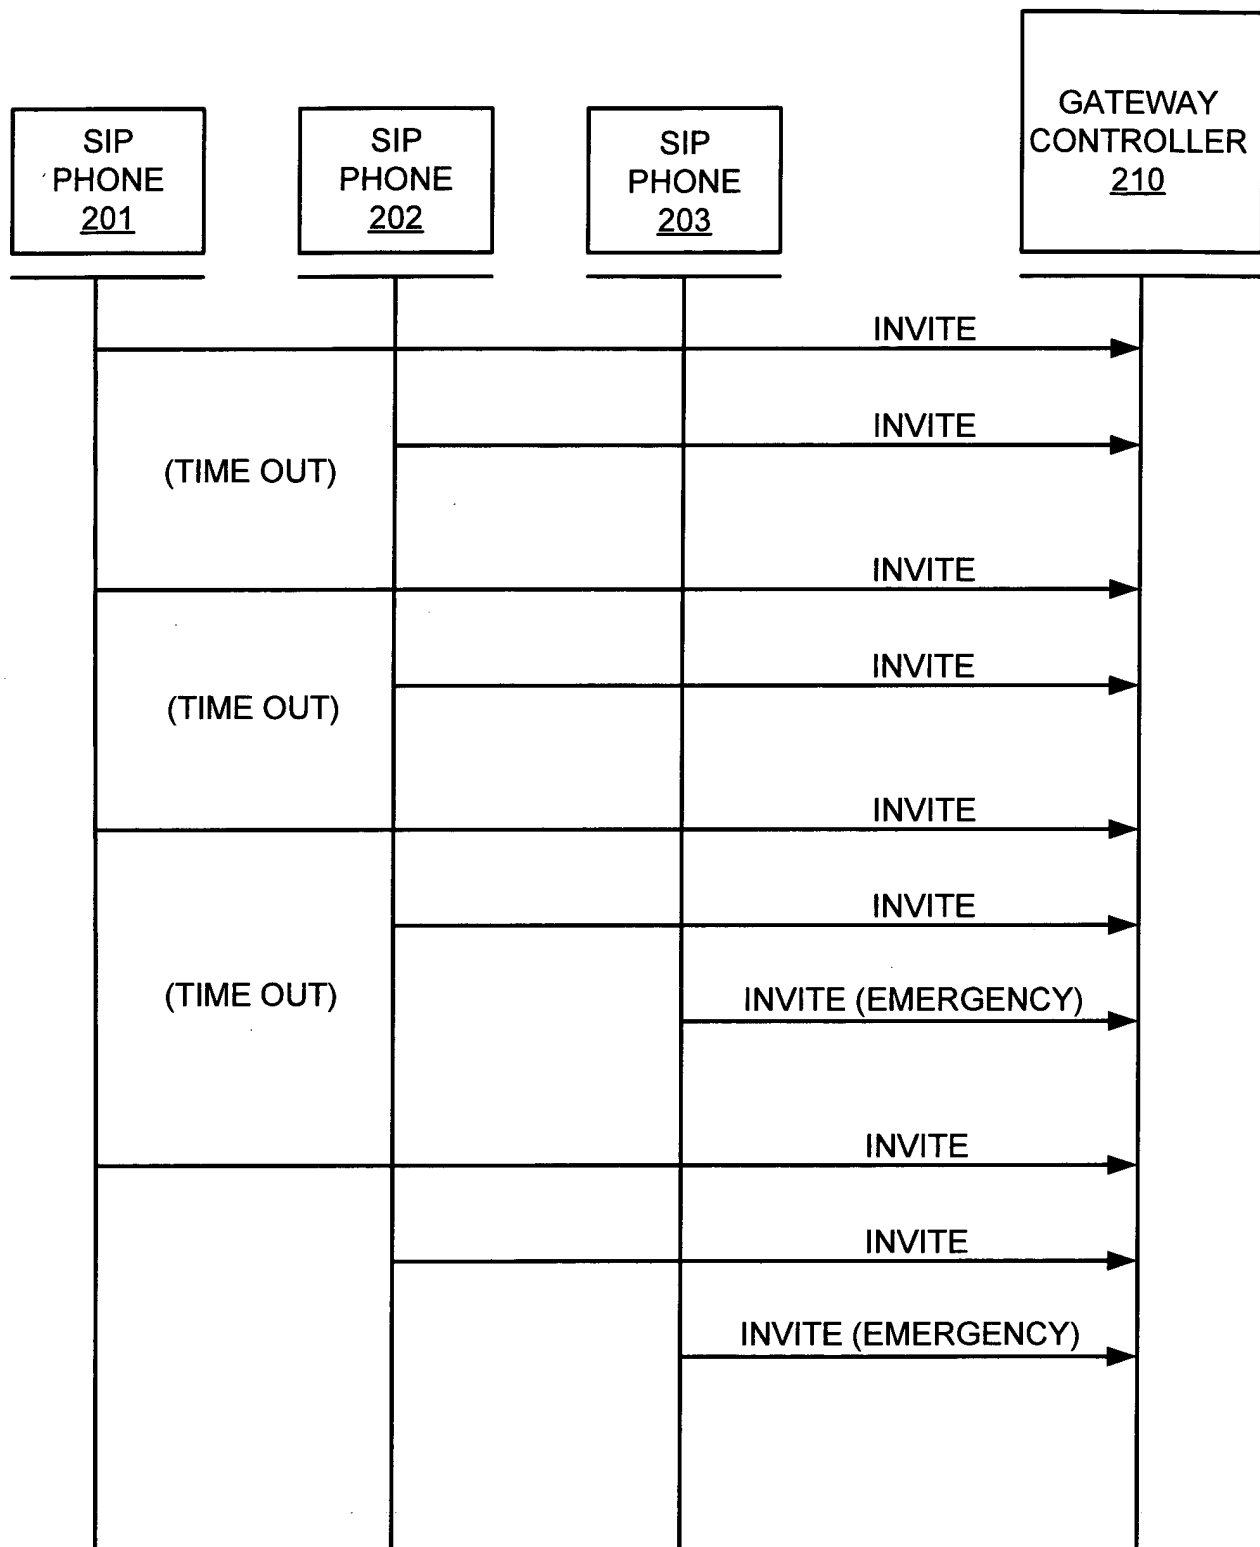 SIP
PHONE
201
SIP
PHONE
202
SIP
PHONE
203
GATEWAY
CONTROLLER
210
INVITE
INVITE
(TIME OUT)
INVITE
INVITE
(TIME OUT)
INVITE
INVITE
(TIME OUT)
INVITE (EMERGENCY)
INVITE
INVITE
INVITE (EMERGENCY)